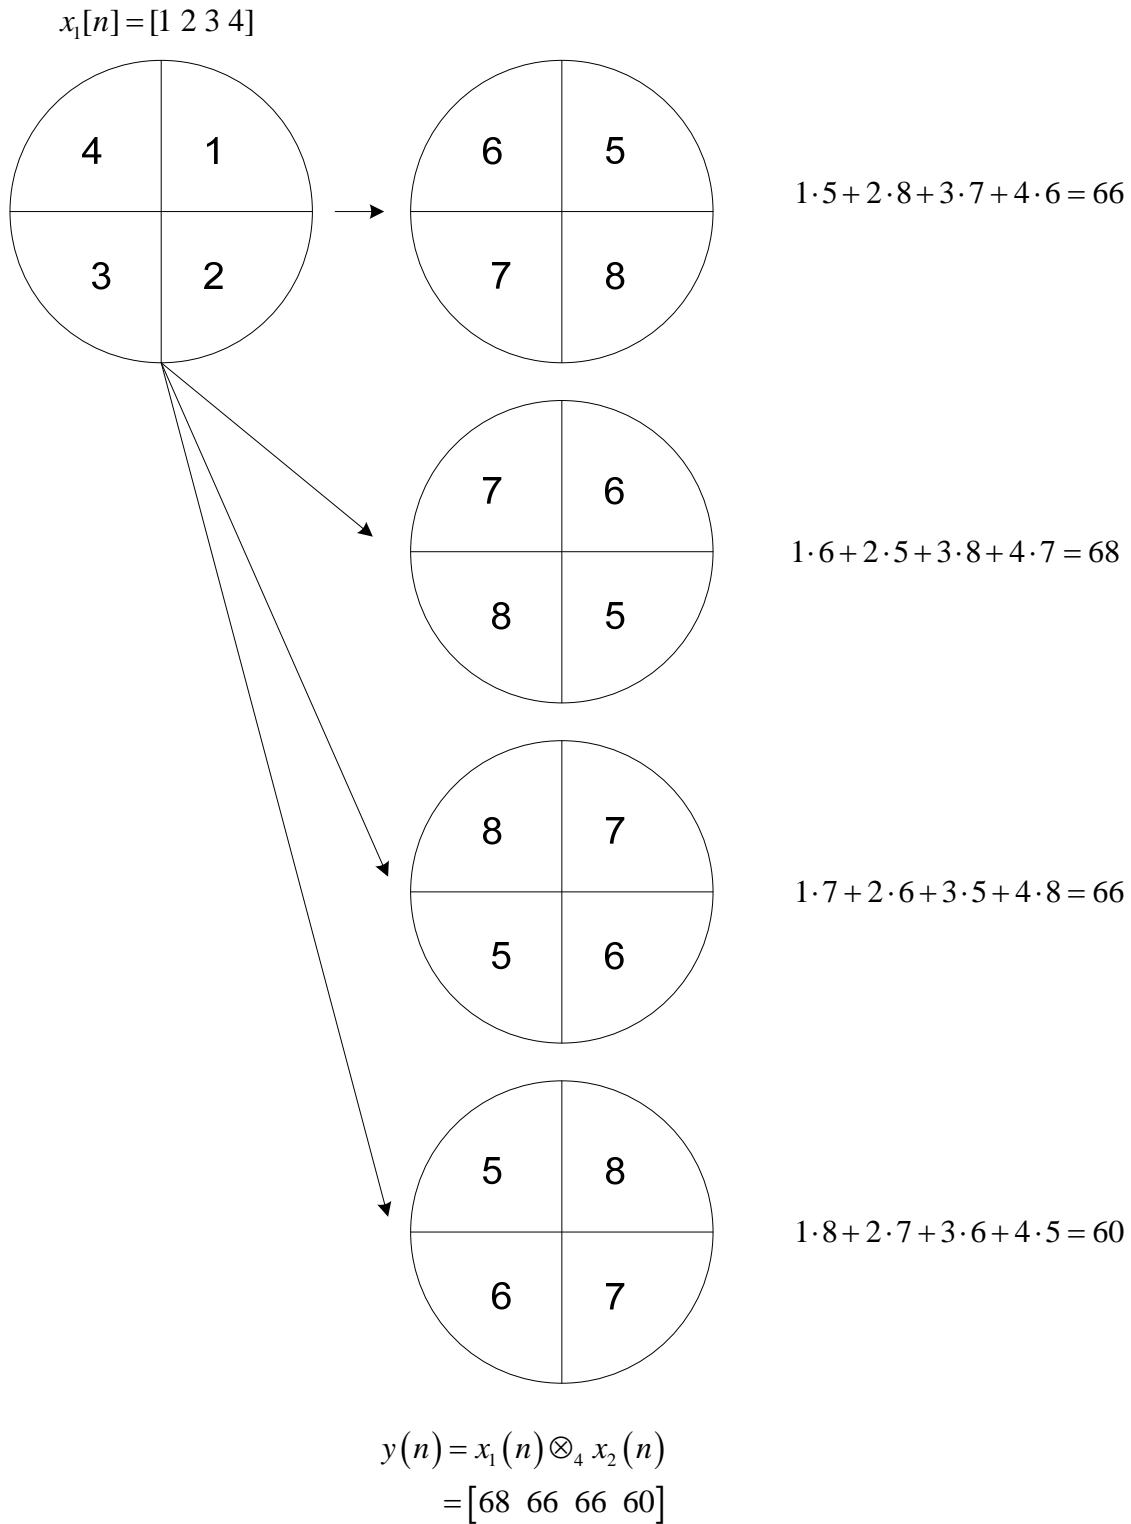 x₁[n] = [1 2 3 4]
4 1
3 2
6 5
7 8
1·5+2·8+3·7+4·6 = 66
7 6
8 5
1·6+2·5+3·8+4·7 = 68
8 7
5 6
1·7+2·6+3·5+4·8 = 66
5 8
6 7
1·8+2·7+3·6+4·5 = 60
y(n) = x₁(n) ⊗₄ x₂(n)
= [68 66 66 60]